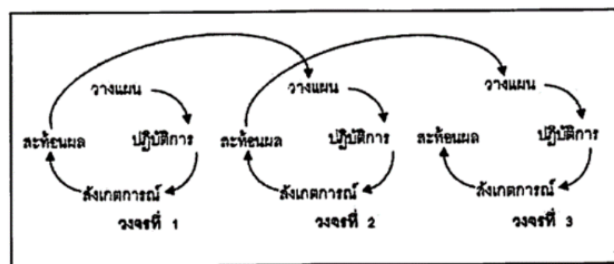 วางแผน วางแผน วางแผน
สะท้อนผล ปฏิบัติการ สะท้อนผล ปฏิบัติการ สะท้อนผล ปฏิบัติการ
สังเกตการณ์ สังเกตการณ์ สังเกตการณ์
วงจรที่ 1 วงจรที่ 2 วงจรที่ 3